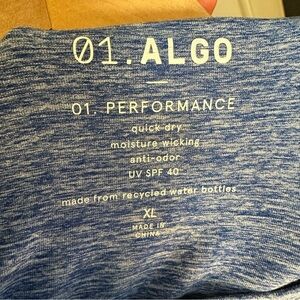 01.ALGO
01. PERFORMANCE
quick dry
moisture wicking
anti-odor
UV SPF 40
made from recycled water bottles
XL
MADE IN
CHINA